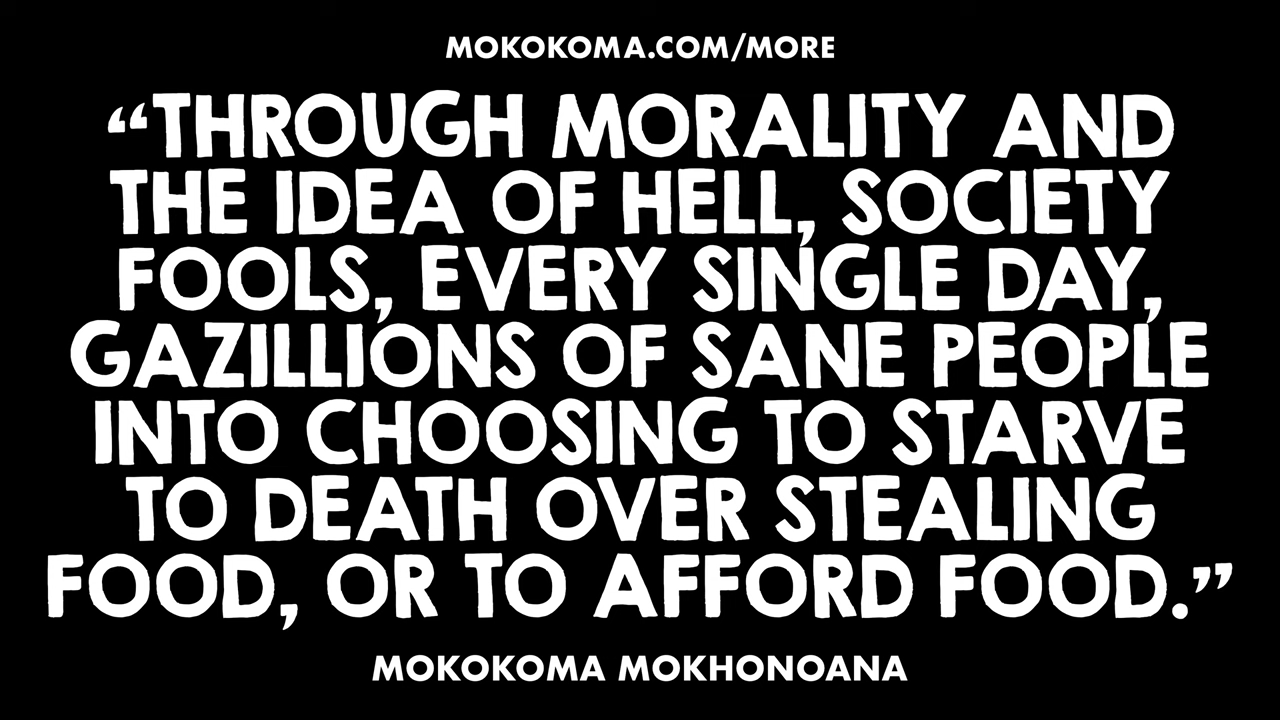 MOKOKOMA.COM/MORE
“THROUGH MORALITY AND
THE IDEA OF HELL, SOCIETY
FOOLS, EVERY SINGLE DAY,
GAZILLIONS OF SANE PEOPLE
INTO CHOOSING TO STARVE
TO DEATH OVER STEALING
FOOD, OR TO AFFORD FOOD.”
MOKOKOMA MOKHONOANA